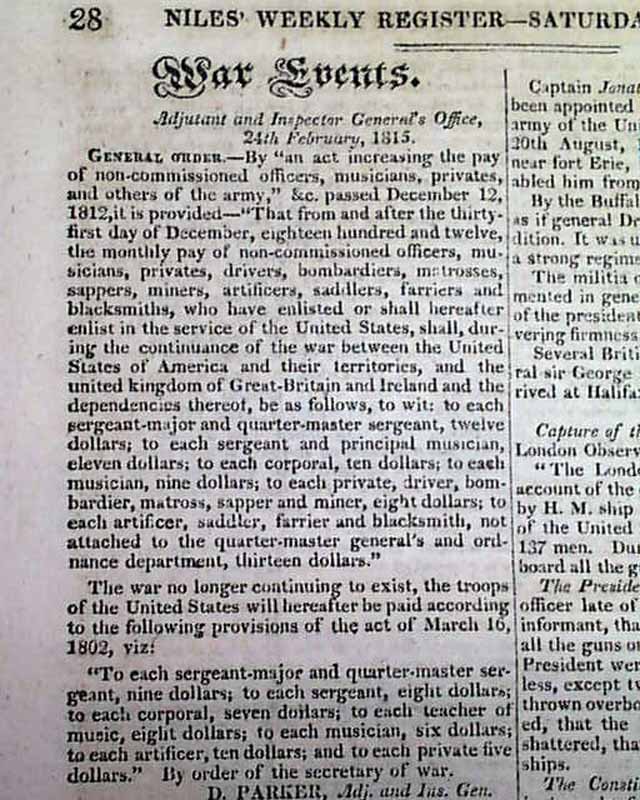 28 NILES' WEEKLY REGISTER—SATURDA
War Events.
Adjutant and Inspector General's Office,
24th February, 1815.
GENERAL ORDER.—By "an act increasing the pay
of non-commissioned officers, musicians, privates,
and others of the army," &c. passed December 12,
1812,it is provided—"That from and after the thirty-
first day of December, eighteen hundred and twelve,
the monthly pay of non-commissioned officers, mu-
sicians, privates, drivers, bombardiers, matrosses,
sappers, miners, artificers, saddlers, farriers and
blacksmiths, who have enlisted or shall hereafter
enlist in the service of the United States, shall, dur-
ing the continuance of the war between the United
States of America and their territories, and the
united kingdom of Great-Britain and Ireland and the
dependencies thereof, be as follows, to wit: to each
sergeant-major and quarter-master sergeant, twelve
dollars; to each sergeant and principal musician,
eleven dollars; to each corporal, ten dollars; to each
musician, nine dollars; to each private, driver, bom-
bardier, matross, sapper and miner, eight dollars; to
each artificer, saddler, farrier and blacksmith, not
attached to the quarter-master general's and ord-
nance department, thirteen dollars."
The war no longer continuing to exist, the troops
of the United States will hereafter be paid according
to the following provisions of the act of March 16,
1802, viz:
"To each sergeant-major and quarter-master ser-
geant, nine dollars; to each sergeant, eight dollars;
to each corporal, seven dollars; to each teacher of
music, eight dollars; to each musician, six dollars;
to each artificer, ten dollars; and to each private five
dollars." By order of the secretary of war.
D. PARKER, Adj. and Ins. Gen.
Captain Jonat
been appointed
army of the Uni
20th August, 1
near fort Erie,
abled him from
By the Buffal
as if general Br
dition. It was u
a strong regime
The militia o
mented in gene
of the president
vering firmness
Several Briti
ral sir George
rived at Halifax
Capture of th
London Observ
"The Londo
account of the
by H. M. ship
of the United
137 men. Du
board all the g
The Preside
officer late of
informant, tha
all the guns o
President wer
less, except tw
thrown overbo
ed, that the
shattered, tha
ships.
The Consti